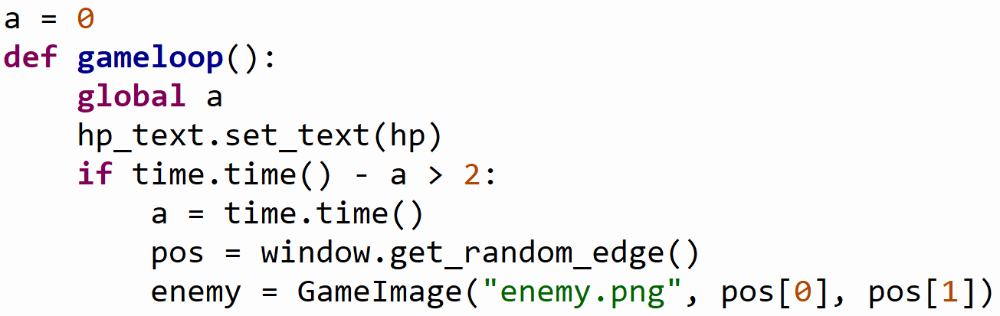 a = 0
def gameloop():
    global a
    hp_text.set_text(hp)
    if time.time() - a > 2:
        a = time.time()
        pos = window.get_random_edge()
        enemy = GameImage("enemy.png", pos[0], pos[1])